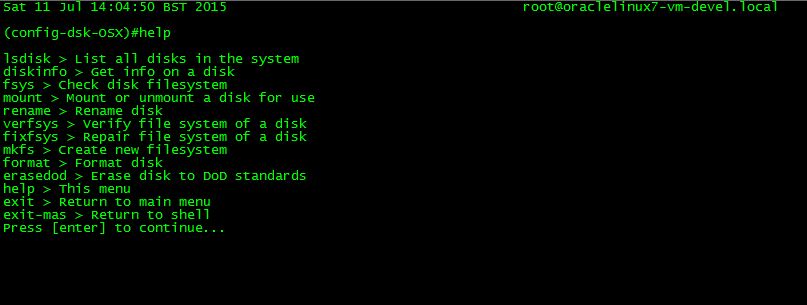 Sat 11 Jul 14:04:50 BST 2015 root@oraclelinux7-vm-devel.local
(config-dsk-OSX)#help
lsdisk > List all disks in the system
diskinfo > Get info on a disk
fsys > Check disk filesystem
mount > Mount or unmount a disk for use
rename > Rename disk
verfsys > Verify file system of a disk
fixfsys > Repair file system of a disk
mkfs > Create new filesystem
format > Format disk
erasedod > Erase disk to DoD standards
help > This menu
exit > Return to main menu
exit-mas > Return to shell
Press [enter] to continue...